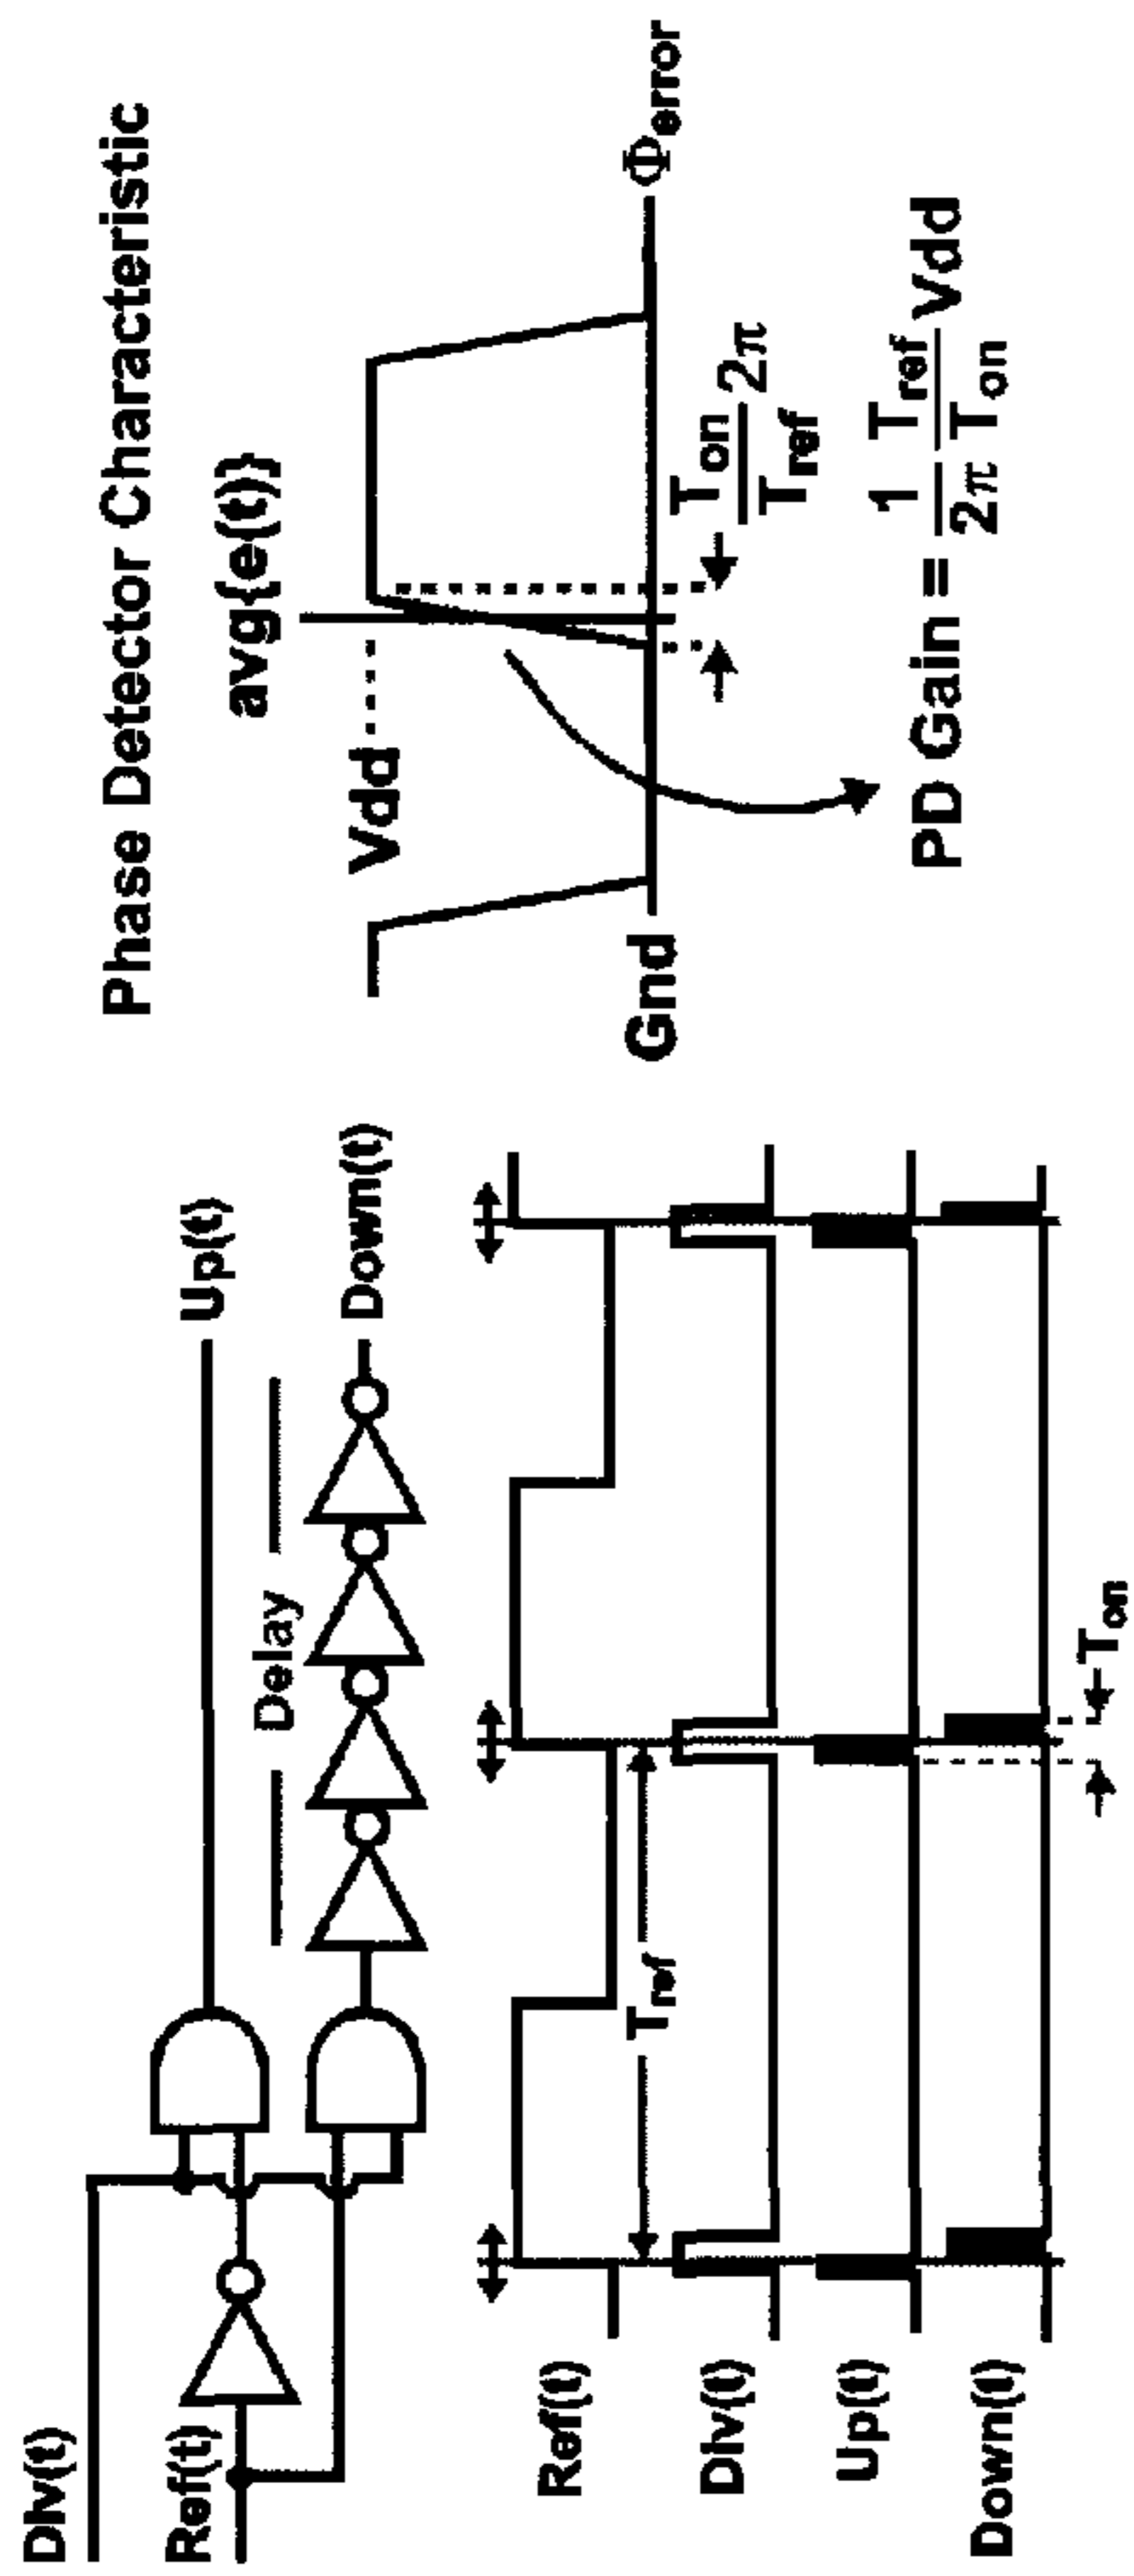 Div(t)
Ref(t)
Delay
Up(t)
Down(t)
Ref(t)
Div(t)
Up(t)
Down(t)
Tref
Ton
Phase Detector Characteristic
avg{e(t)}
Vdd
Gnd
Φerror
Ton
Tref
2π
PD Gain = 1/2π Tref/Ton Vdd